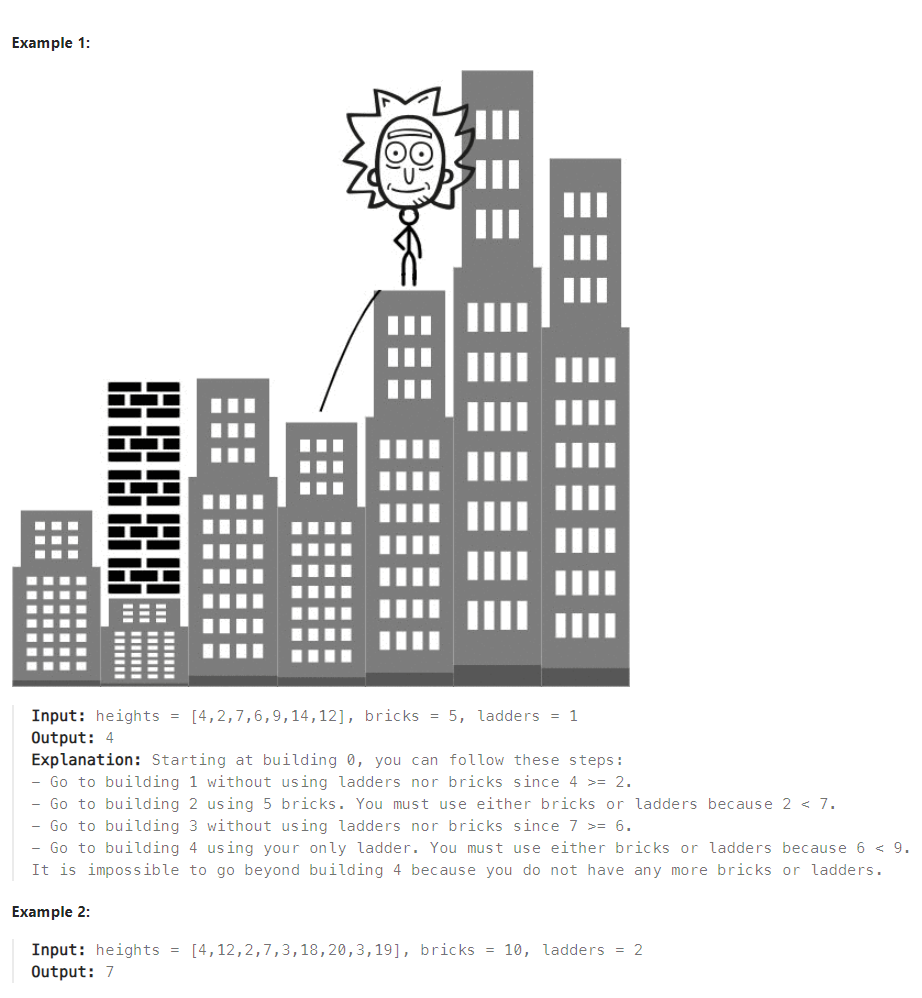 Example 1:
Input: heights = [4,2,7,6,9,14,12], bricks = 5, ladders = 1
Output: 4
Explanation: Starting at building 0, you can follow these steps:
- Go to building 1 without using ladders nor bricks since 4 >= 2.
- Go to building 2 using 5 bricks. You must use either bricks or ladders because 2 < 7.
- Go to building 3 without using ladders nor bricks since 7 >= 6.
- Go to building 4 using your only ladder. You must use either bricks or ladders because 6 < 9.
It is impossible to go beyond building 4 because you do not have any more bricks or ladders.
Example 2:
Input: heights = [4,12,2,7,3,18,20,3,19], bricks = 10, ladders = 2
Output: 7